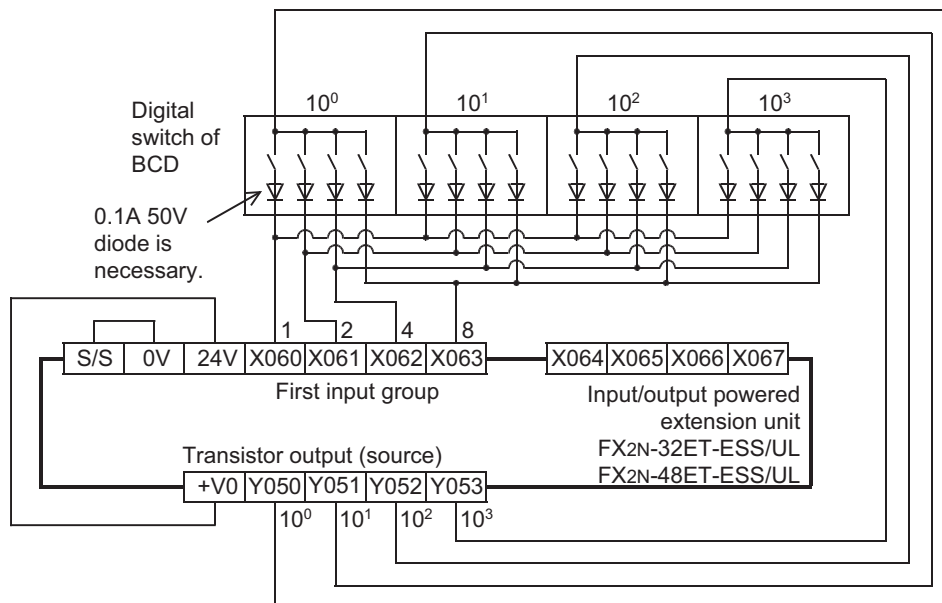 10⁰ 10¹ 10² 10³
Digital
switch of
BCD
0.1A 50V
diode is
necessary.
1 2 4 8
S/S 0V 24V X060 X061 X062 X063 X064 X065 X066 X067
First input group
Input/output powered
extension unit
FX2N-32ET-ESS/UL
FX2N-48ET-ESS/UL
Transistor output (source)
+V0 Y050 Y051 Y052 Y053
10⁰ 10¹ 10² 10³